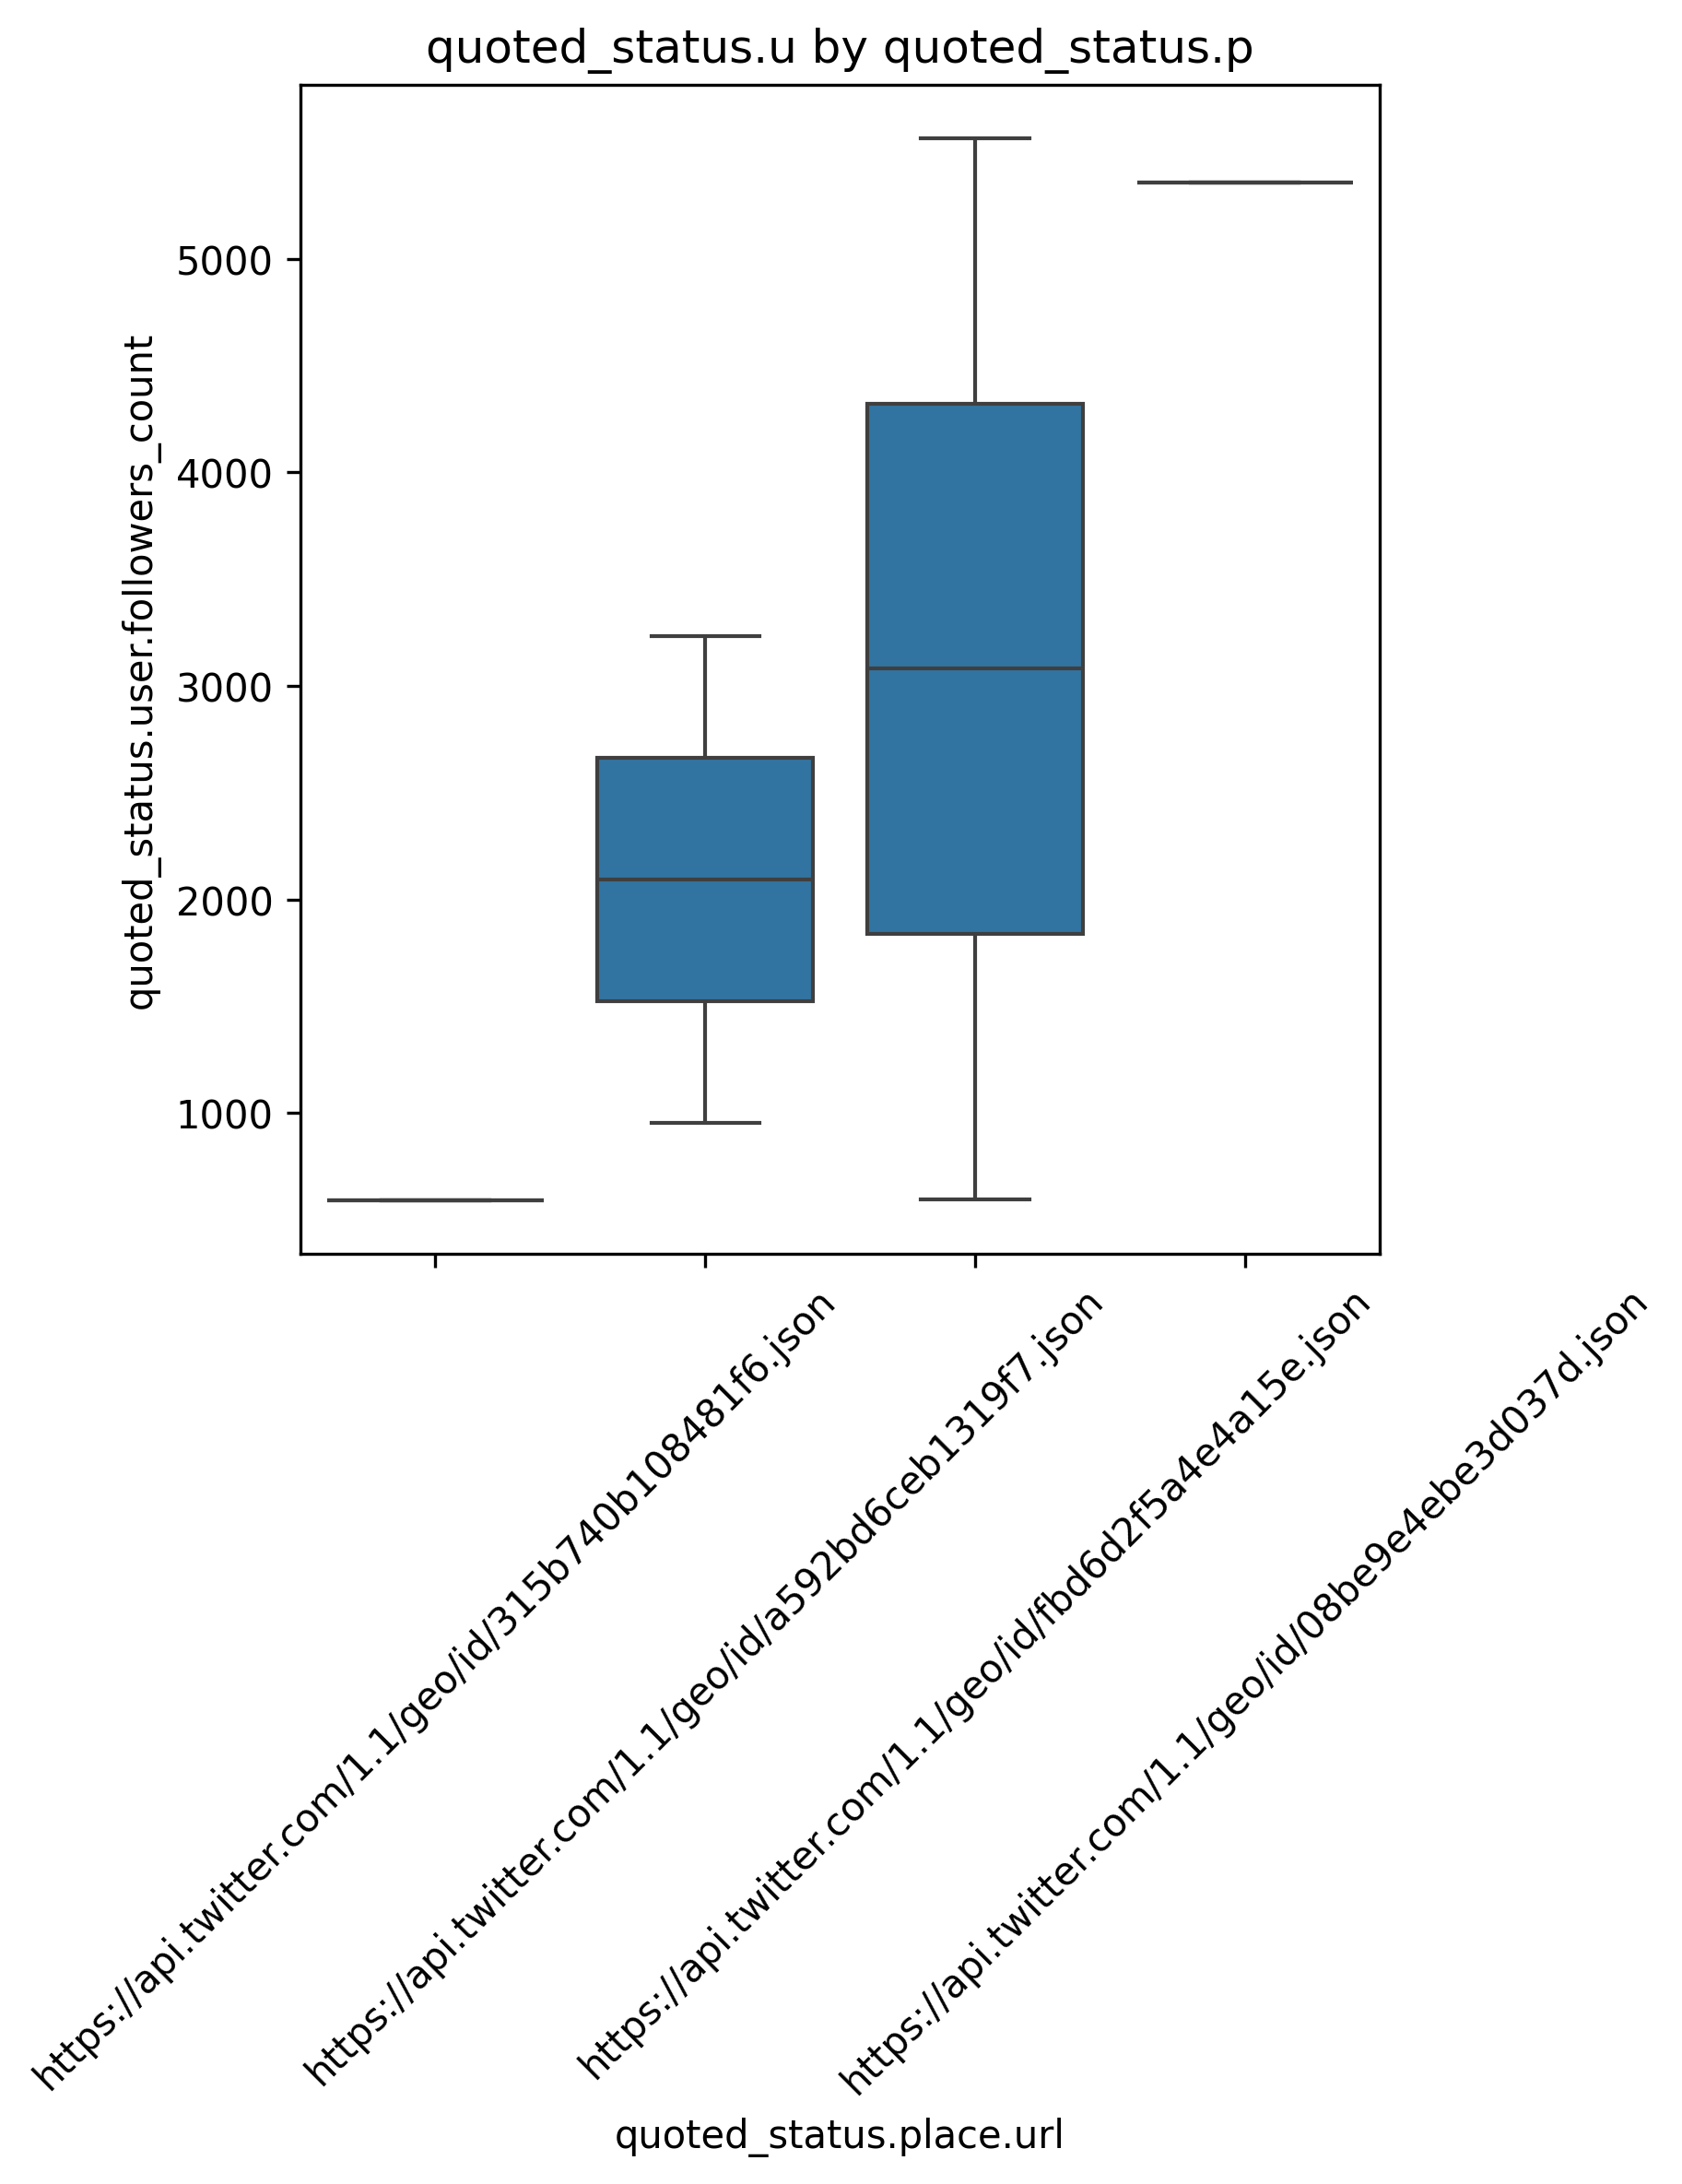 quoted_status.u by quoted_status.p
quoted_status.user.followers_count
5000
4000
3000
2000
1000
https://api.twitter.com/1.1/geo/id/315b740b108481f6.json
https://api.twitter.com/1.1/geo/id/a592bd6ceb1319f7.json
https://api.twitter.com/1.1/geo/id/fbd6d2f5a4e4a15e.json
https://api.twitter.com/1.1/geo/id/08be9e4ebe3d037d.json
quoted_status.place.url